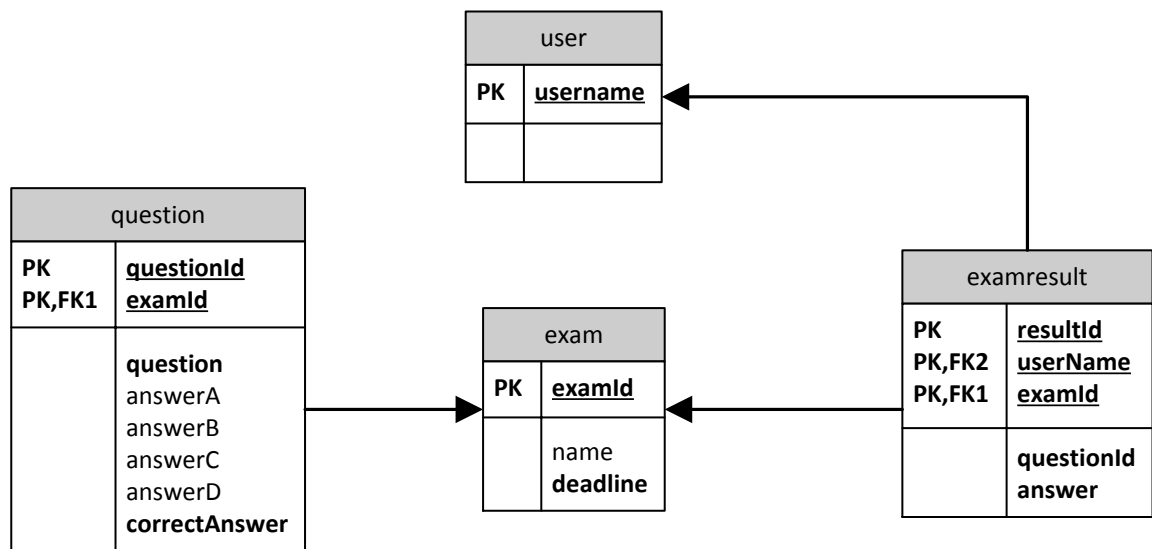 user
PK username
question
PK questionId
PK,FK1 examId
question
answerA
answerB
answerC
answerD
correctAnswer
exam
PK examId
name
deadline
examresult
PK resultId
PK,FK2 userName
PK,FK1 examId
questionId
answer